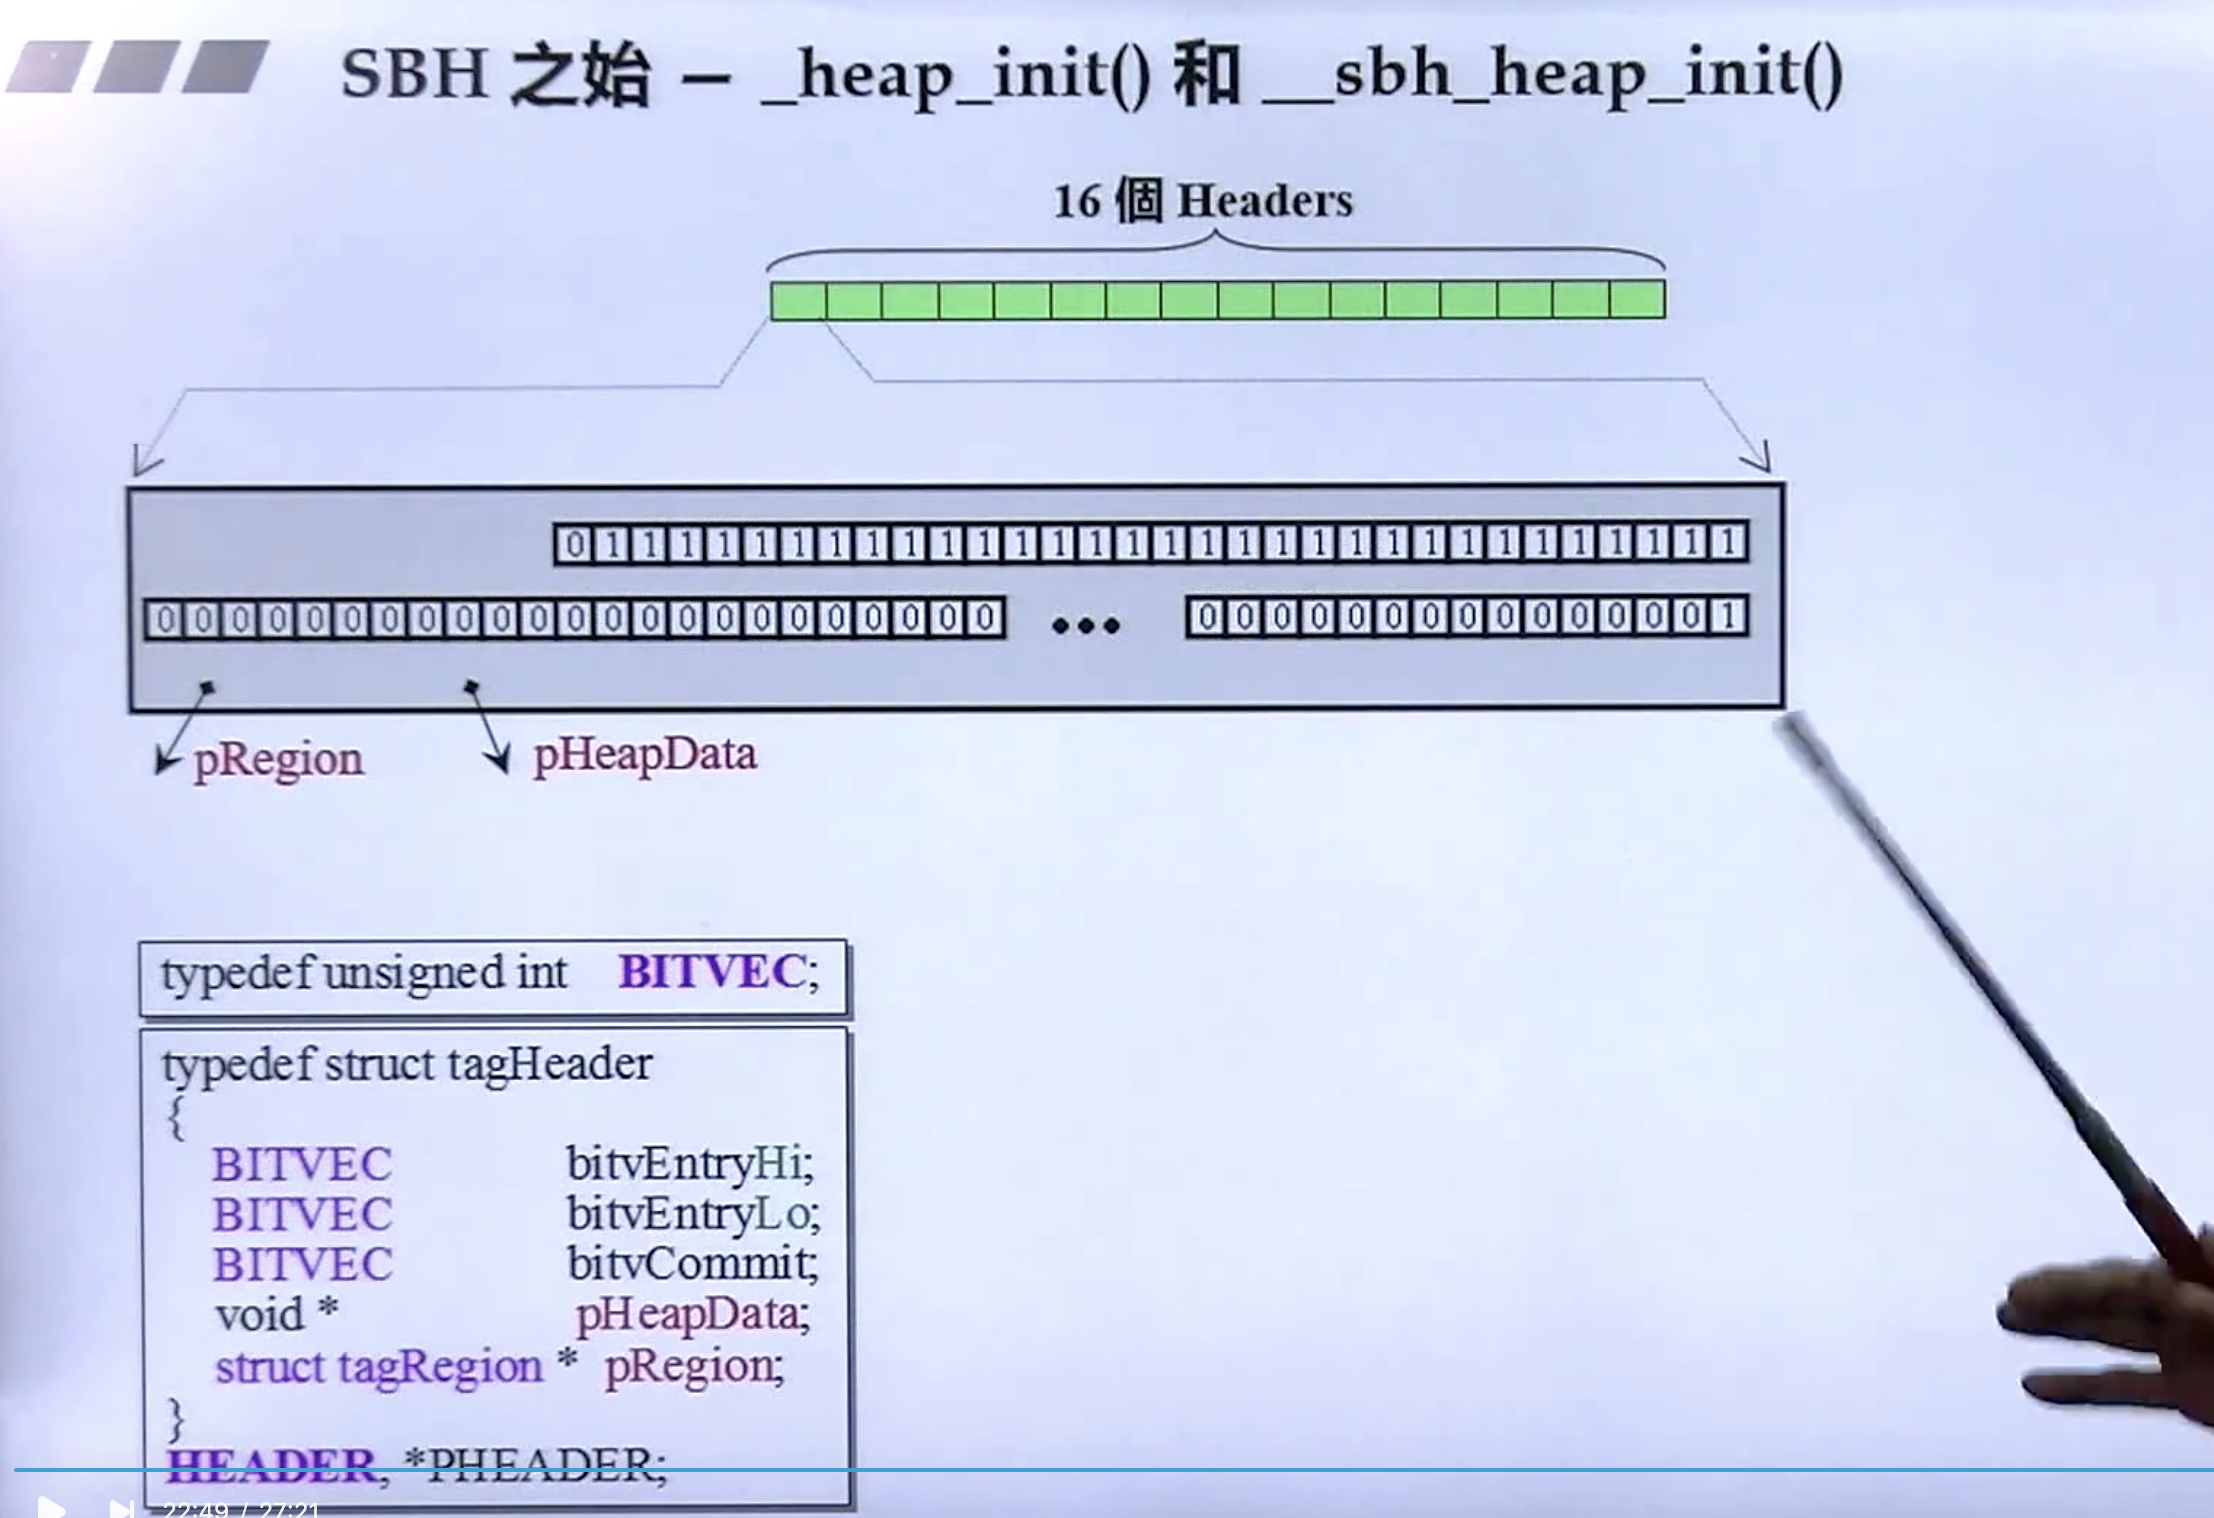 SBH 之始 – _heap_init() 和 __sbh_heap_init()
16 個 Headers
0 1 1 1 1 1 1 1 1 1 1 1 1 1 1 1 1 1 1 1 1 1 1 1 1 1 1 1 1 1 1 1
0 0 0 0 0 0 0 0 0 0 0 0 0 0 0 0 0 0 0 0 0 0 0 ••• 0 0 0 0 0 0 0 0 0 0 0 0 0 0 1
pRegion pHeapData
typedef unsigned int BITVEC;
typedef struct tagHeader
{
BITVEC bitvEntryHi;
BITVEC bitvEntryLo;
BITVEC bitvCommit;
void * pHeapData;
struct tagRegion * pRegion;
}
HEADER, *PHEADER;
22:49 / 27:21